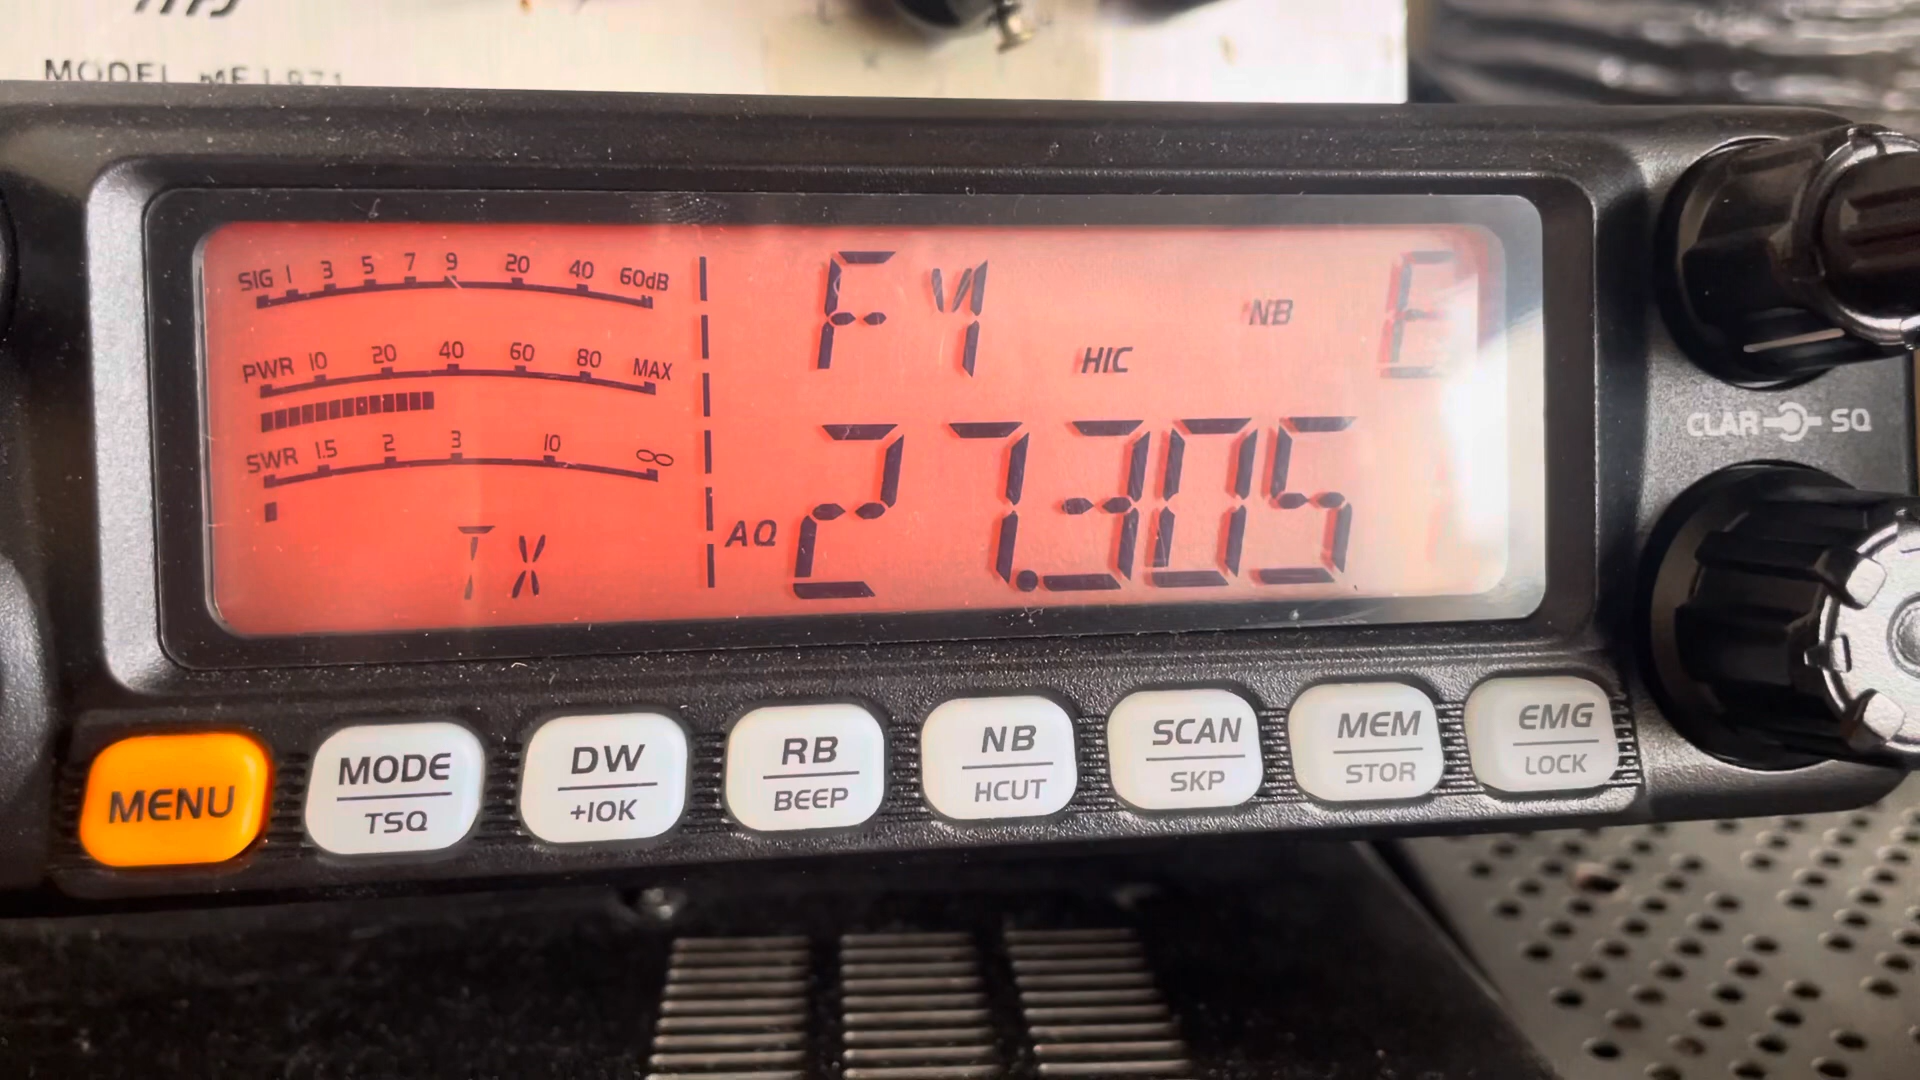 MODEL MFJ-971
SIG 1 3 5 7 9 20 40 60dB
PWR 10 20 40 60 80 MAX
SWR 1.5 2 3 10 ∞
TX
FM
HIC
NB
E
AQ
27.305
CLAR SQ
MENU
MODE
TSQ
DW
+10K
RB
BEEP
NB
HCUT
SCAN
SKP
MEM
STOR
EMG
LOCK